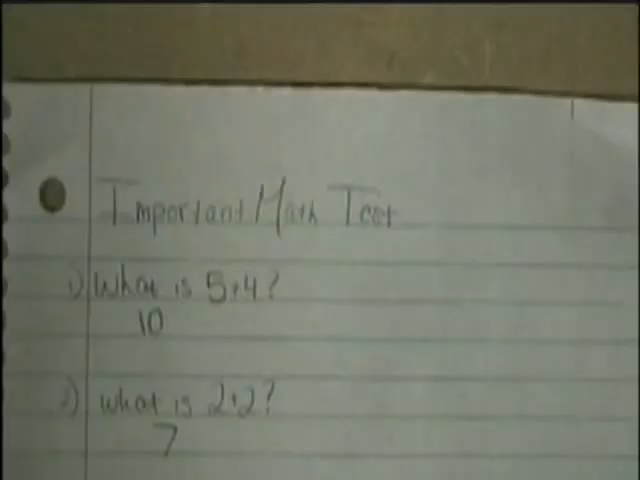 Important Math Test
1) What is 5+4?
10
2) what is 2+2?
7